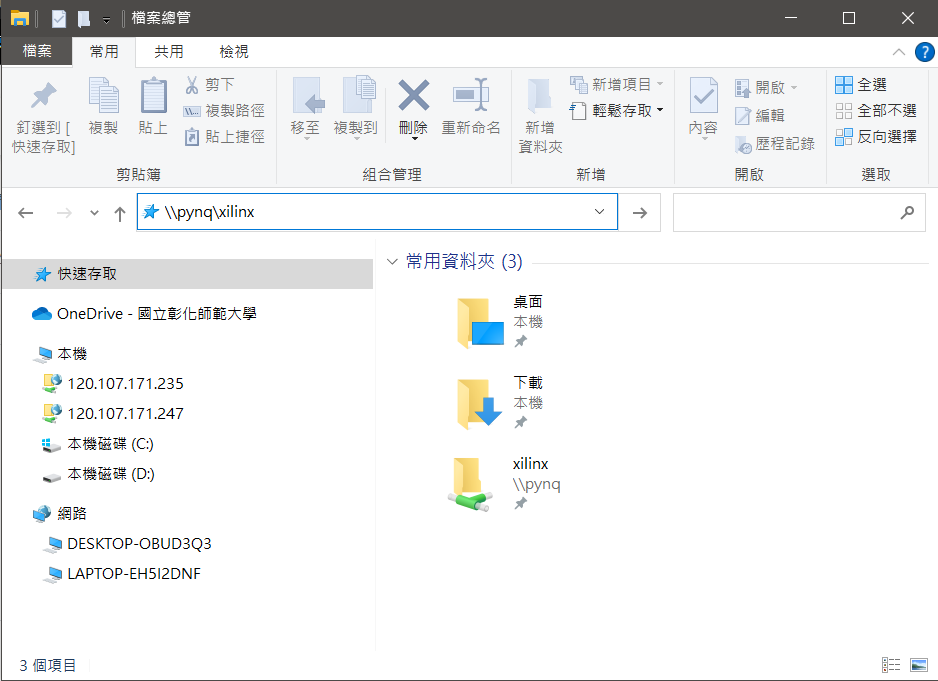 檔案總管
檔案
常用
共用
檢視
?
釘選到 [
快速存取]
複製
貼上
剪下
複製路徑
貼上捷徑
剪貼簿
移至
複製到
刪除
重新命名
組合管理
新增
資料夾
新增項目
輕鬆存取
新增
內容
開啟
編輯
歷程記錄
開啟
全選
全部不選
反向選擇
選取
\\pynq\xilinx
快速存取
OneDrive - 國立彰化師範大學
本機
120.107.171.235
120.107.171.247
本機磁碟 (C:)
本機磁碟 (D:)
網路
DESKTOP-OBUD3Q3
LAPTOP-EH5I2DNF
常用資料夾 (3)
桌面
本機
下載
本機
xilinx
\\pynq
3 個項目